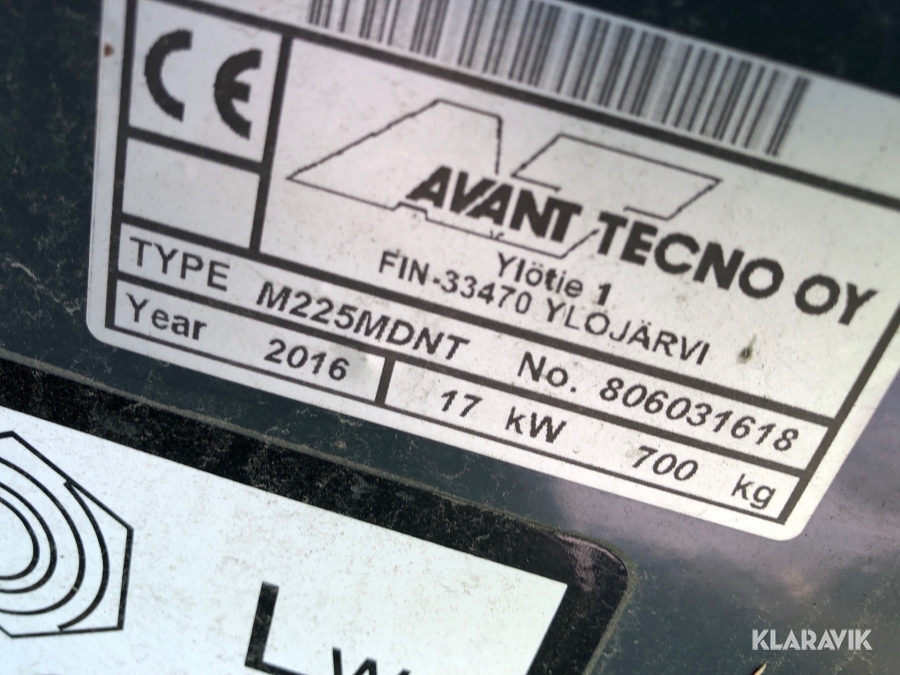 CE
AVANT TECNO OY
Ylötie 1
FIN-33470 YLÖJÄRVI
TYPE M225MDNT No. 806031618
Year 2016 17 kW 700 kg
LW
KLARAVIK